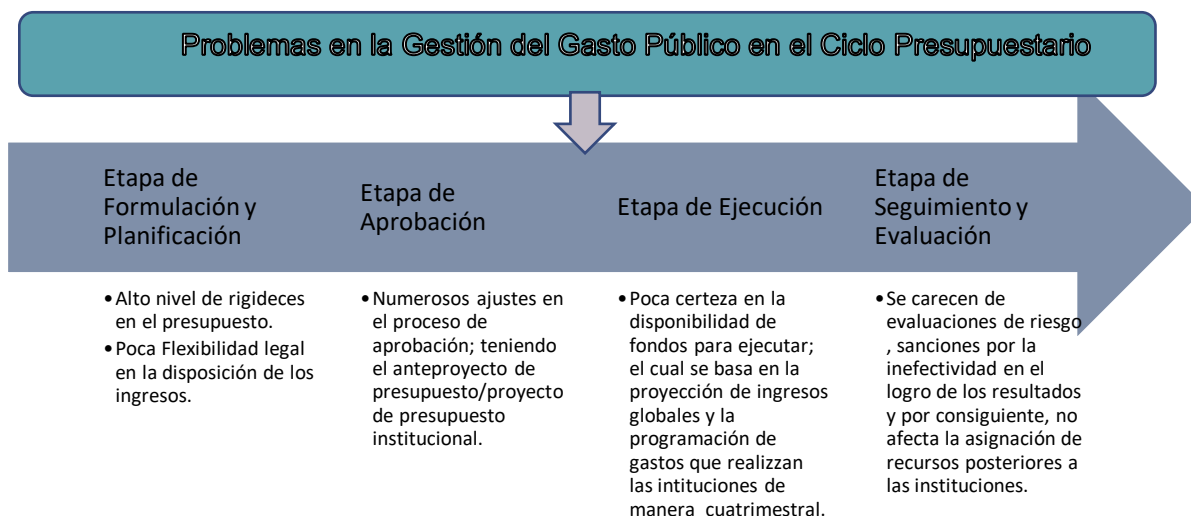 Problemas en la Gestión del Gasto Público en el Ciclo Presupuestario
Etapa de
Formulación y
Planificación
•Alto nivel de rigideces
en el presupuesto.
•Poca Flexibilidad legal
en la disposición de los
ingresos.
Etapa de
Aprobación
•Numerosos ajustes en
el proceso de
aprobación; teniendo
el anteproyecto de
presupuesto/proyecto
de presupuesto
institucional.
Etapa de Ejecución
•Poca certeza en la
disponibilidad de
fondos para ejecutar;
el cual se basa en la
proyección de ingresos
globales y la
programación de
gastos que realizzan
las intituciones de
manera cuatrimestral.
Etapa de
Seguimiento y
Evaluación
•Se carecen de
evaluaciones de riesgo
, sanciones por la
inefectividad en el
logro de los resultados
y por consiguiente, no
afecta la asignación de
recursos posteriores a
las instituciones.